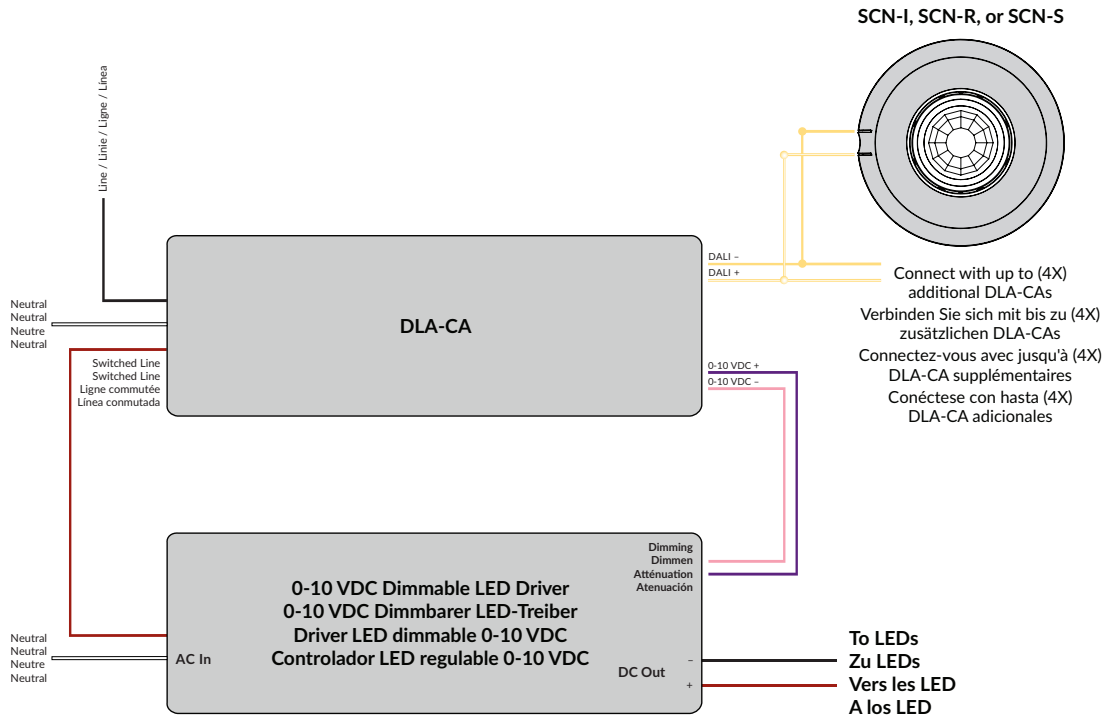 SCN-I, SCN-R, or SCN-S
Line / Linie / Ligne / Línea
DALI –
DALI +
Connect with up to (4X)
additional DLA-CAs
Verbinden Sie sich mit bis zu (4X)
zusätzlichen DLA-CAs
Connectez-vous avec jusqu'à (4X)
DLA-CA supplémentaires
Conéctese con hasta (4X)
DLA-CA adicionales
Neutral
Neutral
Neutre
Neutral
DLA-CA
Switched Line
Switched Line
Ligne commutée
Línea conmutada
0-10 VDC +
0-10 VDC –
Dimming
Dimmen
Atténuation
Atenuación
0-10 VDC Dimmable LED Driver
0-10 VDC Dimmbarer LED-Treiber
Driver LED dimmable 0-10 VDC
Controlador LED regulable 0-10 VDC
Neutral
Neutral
Neutre
Neutral
AC In
DC Out
–
+
To LEDs
Zu LEDs
Vers les LED
A los LED